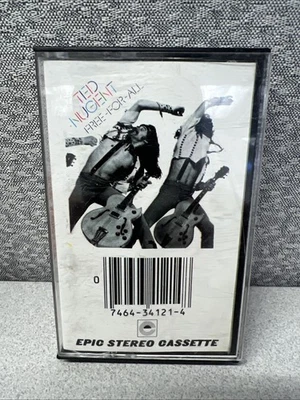 TED
NUGENT
FREE-FOR-ALL
0
7464-34121-4
EPIC STEREO CASSETTE